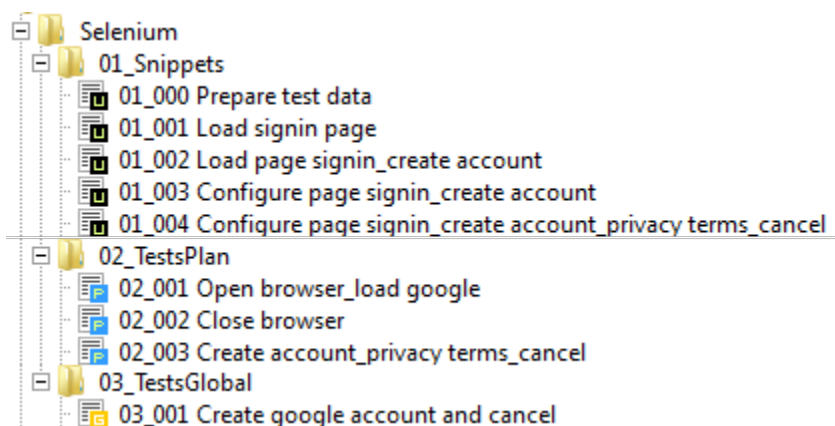 Selenium
01_Snippets
01_000 Prepare test data
01_001 Load signin page
01_002 Load page signin_create account
01_003 Configure page signin_create account
01_004 Configure page signin_create account_privacy terms_cancel
02_TestsPlan
02_001 Open browser_load google
02_002 Close browser
02_003 Create account_privacy terms_cancel
03_TestsGlobal
03_001 Create google account and cancel